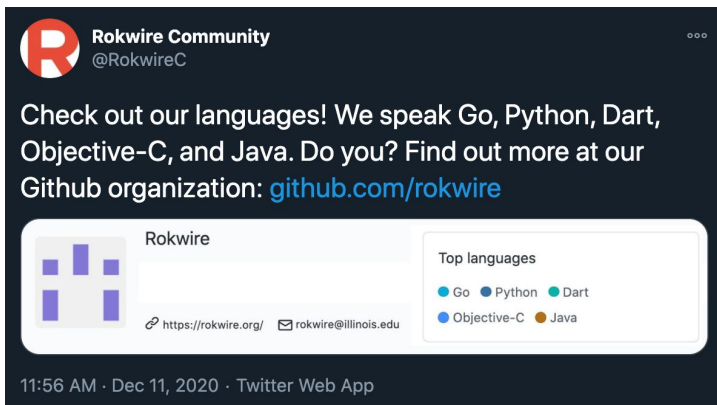 Rokwire Community
@RokwireC
Check out our languages! We speak Go, Python, Dart,
Objective-C, and Java. Do you? Find out more at our
Github organization: github.com/rokwire
Rokwire
https://rokwire.org/ rokwire@illinois.edu
Top languages
Go Python Dart
Objective-C Java
11:56 AM · Dec 11, 2020 · Twitter Web App